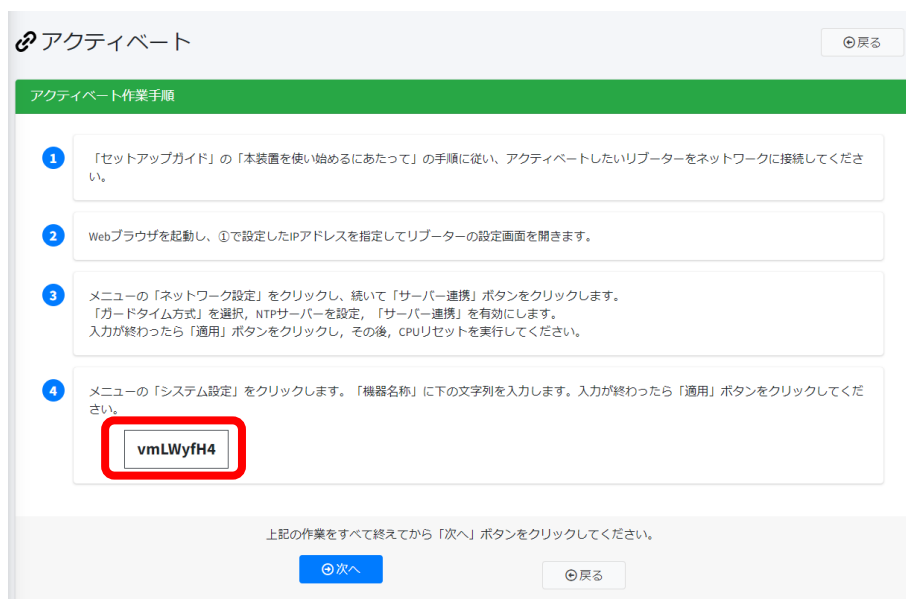 アクティベート
戻る
アクティベート作業手順
1
「セットアップガイド」の「本装置を使い始めるにあたって」の手順に従い、アクティベートしたいリブーターをネットワークに接続してくださ
い。
2
Webブラウザを起動し、①で設定したIPアドレスを指定してリブーターの設定画面を開きます。
3
メニューの「ネットワーク設定」をクリックし、続いて「サーバー連携」ボタンをクリックします。
「ガードタイム方式」を選択，NTPサーバーを設定，「サーバー連携」を有効にします。
入力が終わったら「適用」ボタンをクリックし，その後，CPUリセットを実行してください。
4
メニューの「システム設定」をクリックします。「機器名称」に下の文字列を入力します。入力が終わったら「適用」ボタンをクリックしてくだ
さい。
vmLWyfH4
上記の作業をすべて終えてから「次へ」ボタンをクリックしてください。
次へ
戻る